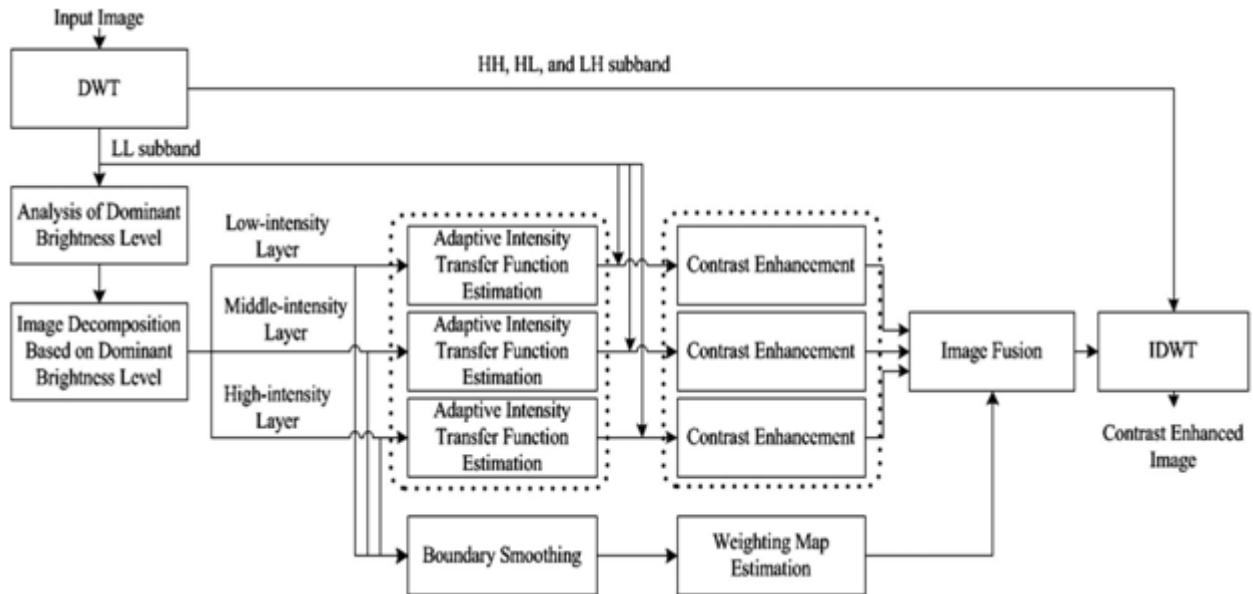 Input Image
DWT
HH, HL, and LH subband
LL subband
Analysis of Dominant
Brightness Level
Image Decomposition
Based on Dominant
Brightness Level
Low-intensity
Layer
Middle-intensity
Layer
High-intensity
Layer
Adaptive Intensity
Transfer Function
Estimation
Adaptive Intensity
Transfer Function
Estimation
Adaptive Intensity
Transfer Function
Estimation
Contrast Enhancement
Contrast Enhancement
Contrast Enhancement
Boundary Smoothing
Weighting Map
Estimation
Image Fusion
IDWT
Contrast Enhanced
Image